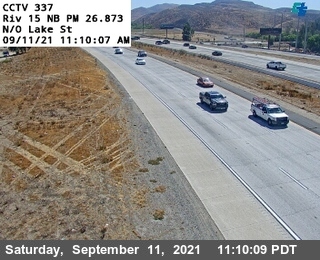 CCTV 337
Riv 15 NB PM 26.873
N/O Lake St
09/11/21 11:10:07 AM
Saturday, September 11, 2021 11:10:09 PDT